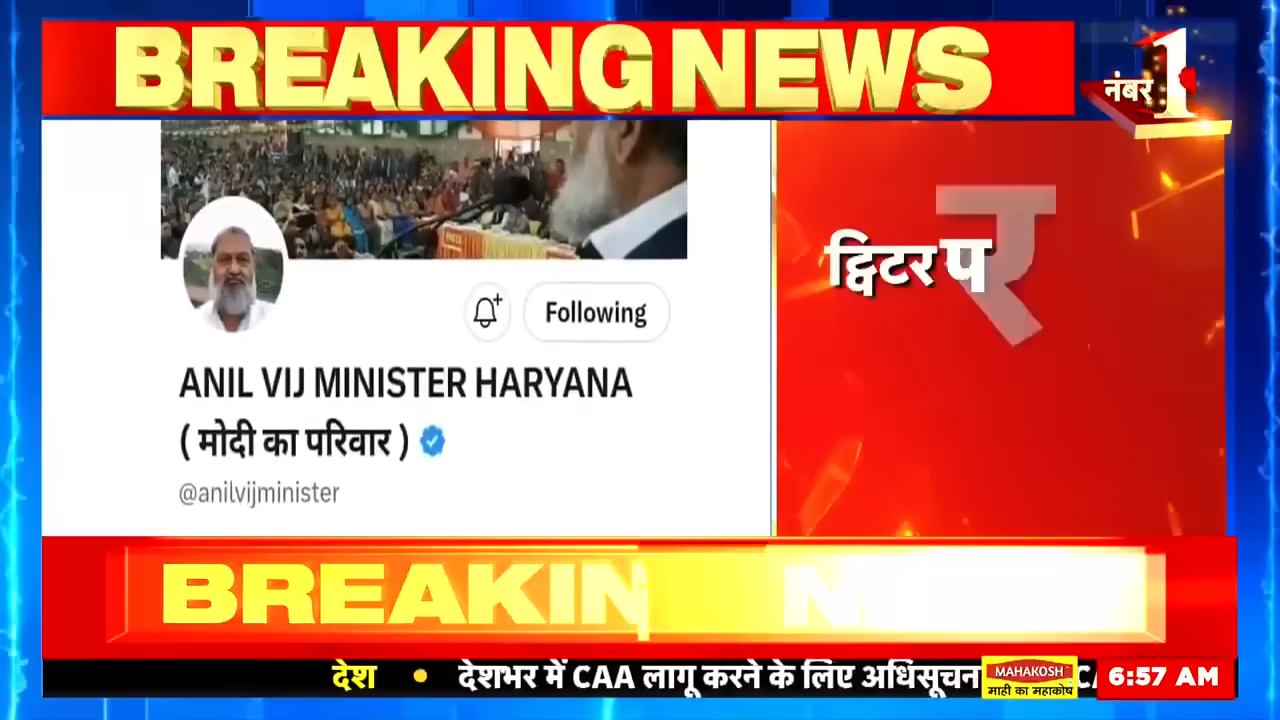 BREAKING NEWS
नंबर 1
ट्विटर पर
Following
ANIL VIJ MINISTER HARYANA
( मोदी का परिवार )
@anilvijminister
BREAKIN N
देश • देशभर में CAA लागू करने के लिए अधिसूचन
MAHAKOSH
माही का महाकोष
6:57 AM